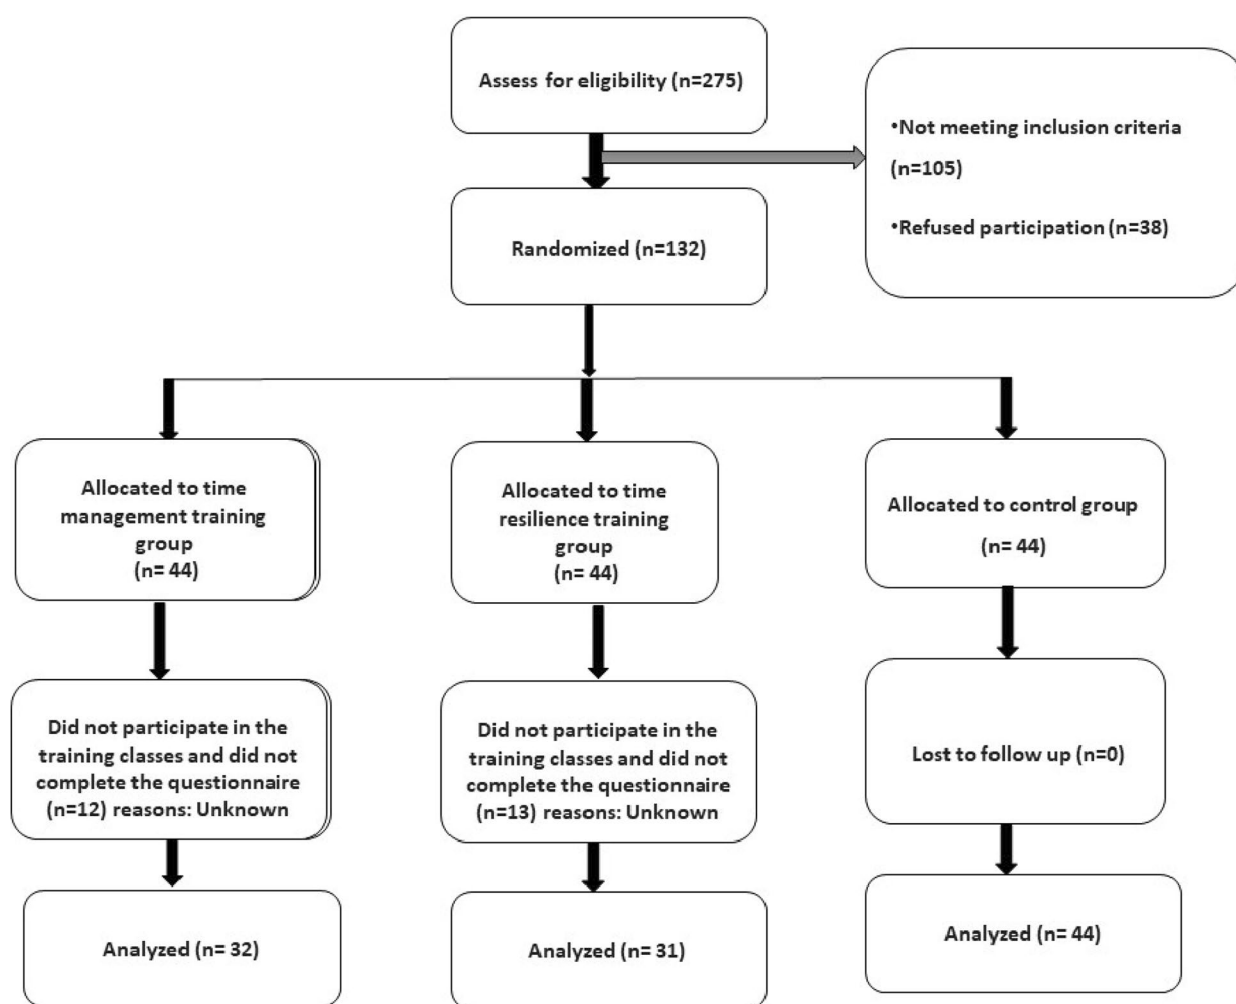 Assess for eligibility (n=275)
•Not meeting inclusion criteria
(n=105)
•Refused participation (n=38)
Randomized (n=132)
Allocated to time
management training
group
(n= 44)
Allocated to time
resilience training
group
(n= 44)
Allocated to control group
(n= 44)
Did not participate in the
training classes and did not
complete the questionnaire
(n=12) reasons: Unknown
Did not participate in the
training classes and did not
complete the questionnaire
(n=13) reasons: Unknown
Lost to follow up (n=0)
Analyzed (n= 32)
Analyzed (n= 31)
Analyzed (n= 44)